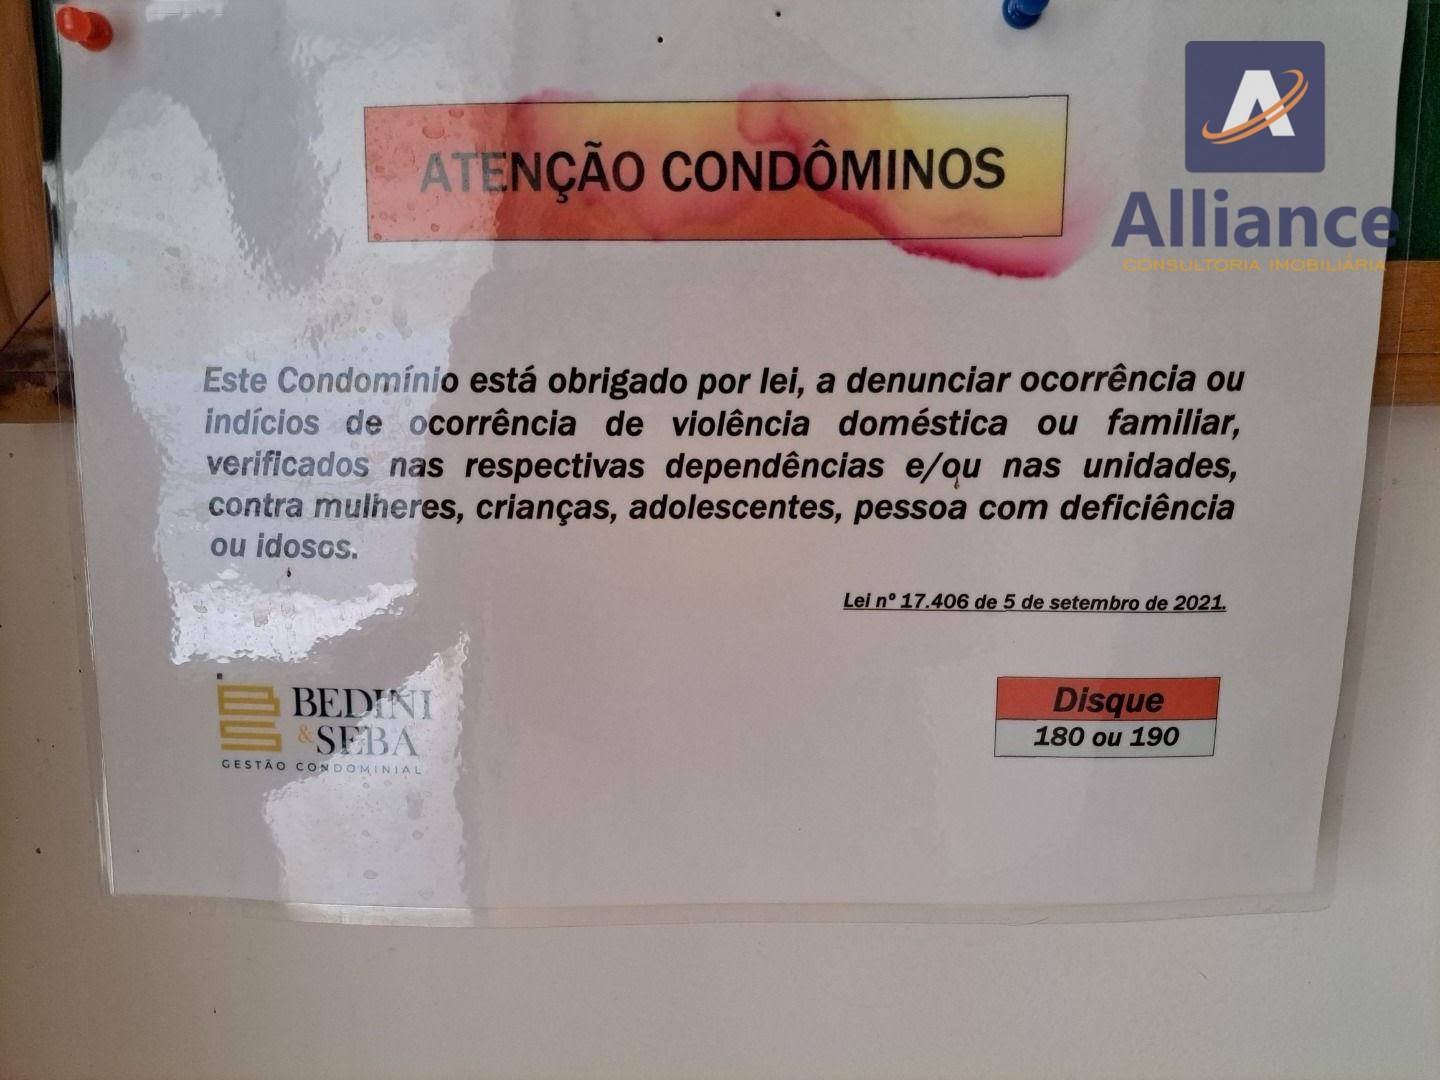 A
Alliance
CONSULTORIA IMOBILIÁRIA
ATENÇÃO CONDÔMINOS
Este Condomínio está obrigado por lei, a denunciar ocorrência ou
indícios de ocorrência de violência doméstica ou familiar,
verificados nas respectivas dependências e/ou nas unidades,
contra mulheres, crianças, adolescentes, pessoa com deficiência
ou idosos.
Lei nº 17.406 de 5 de setembro de 2021.
BEDINI
&SEBA
GESTÃO CONDOMINIAL
Disque
180 ou 190